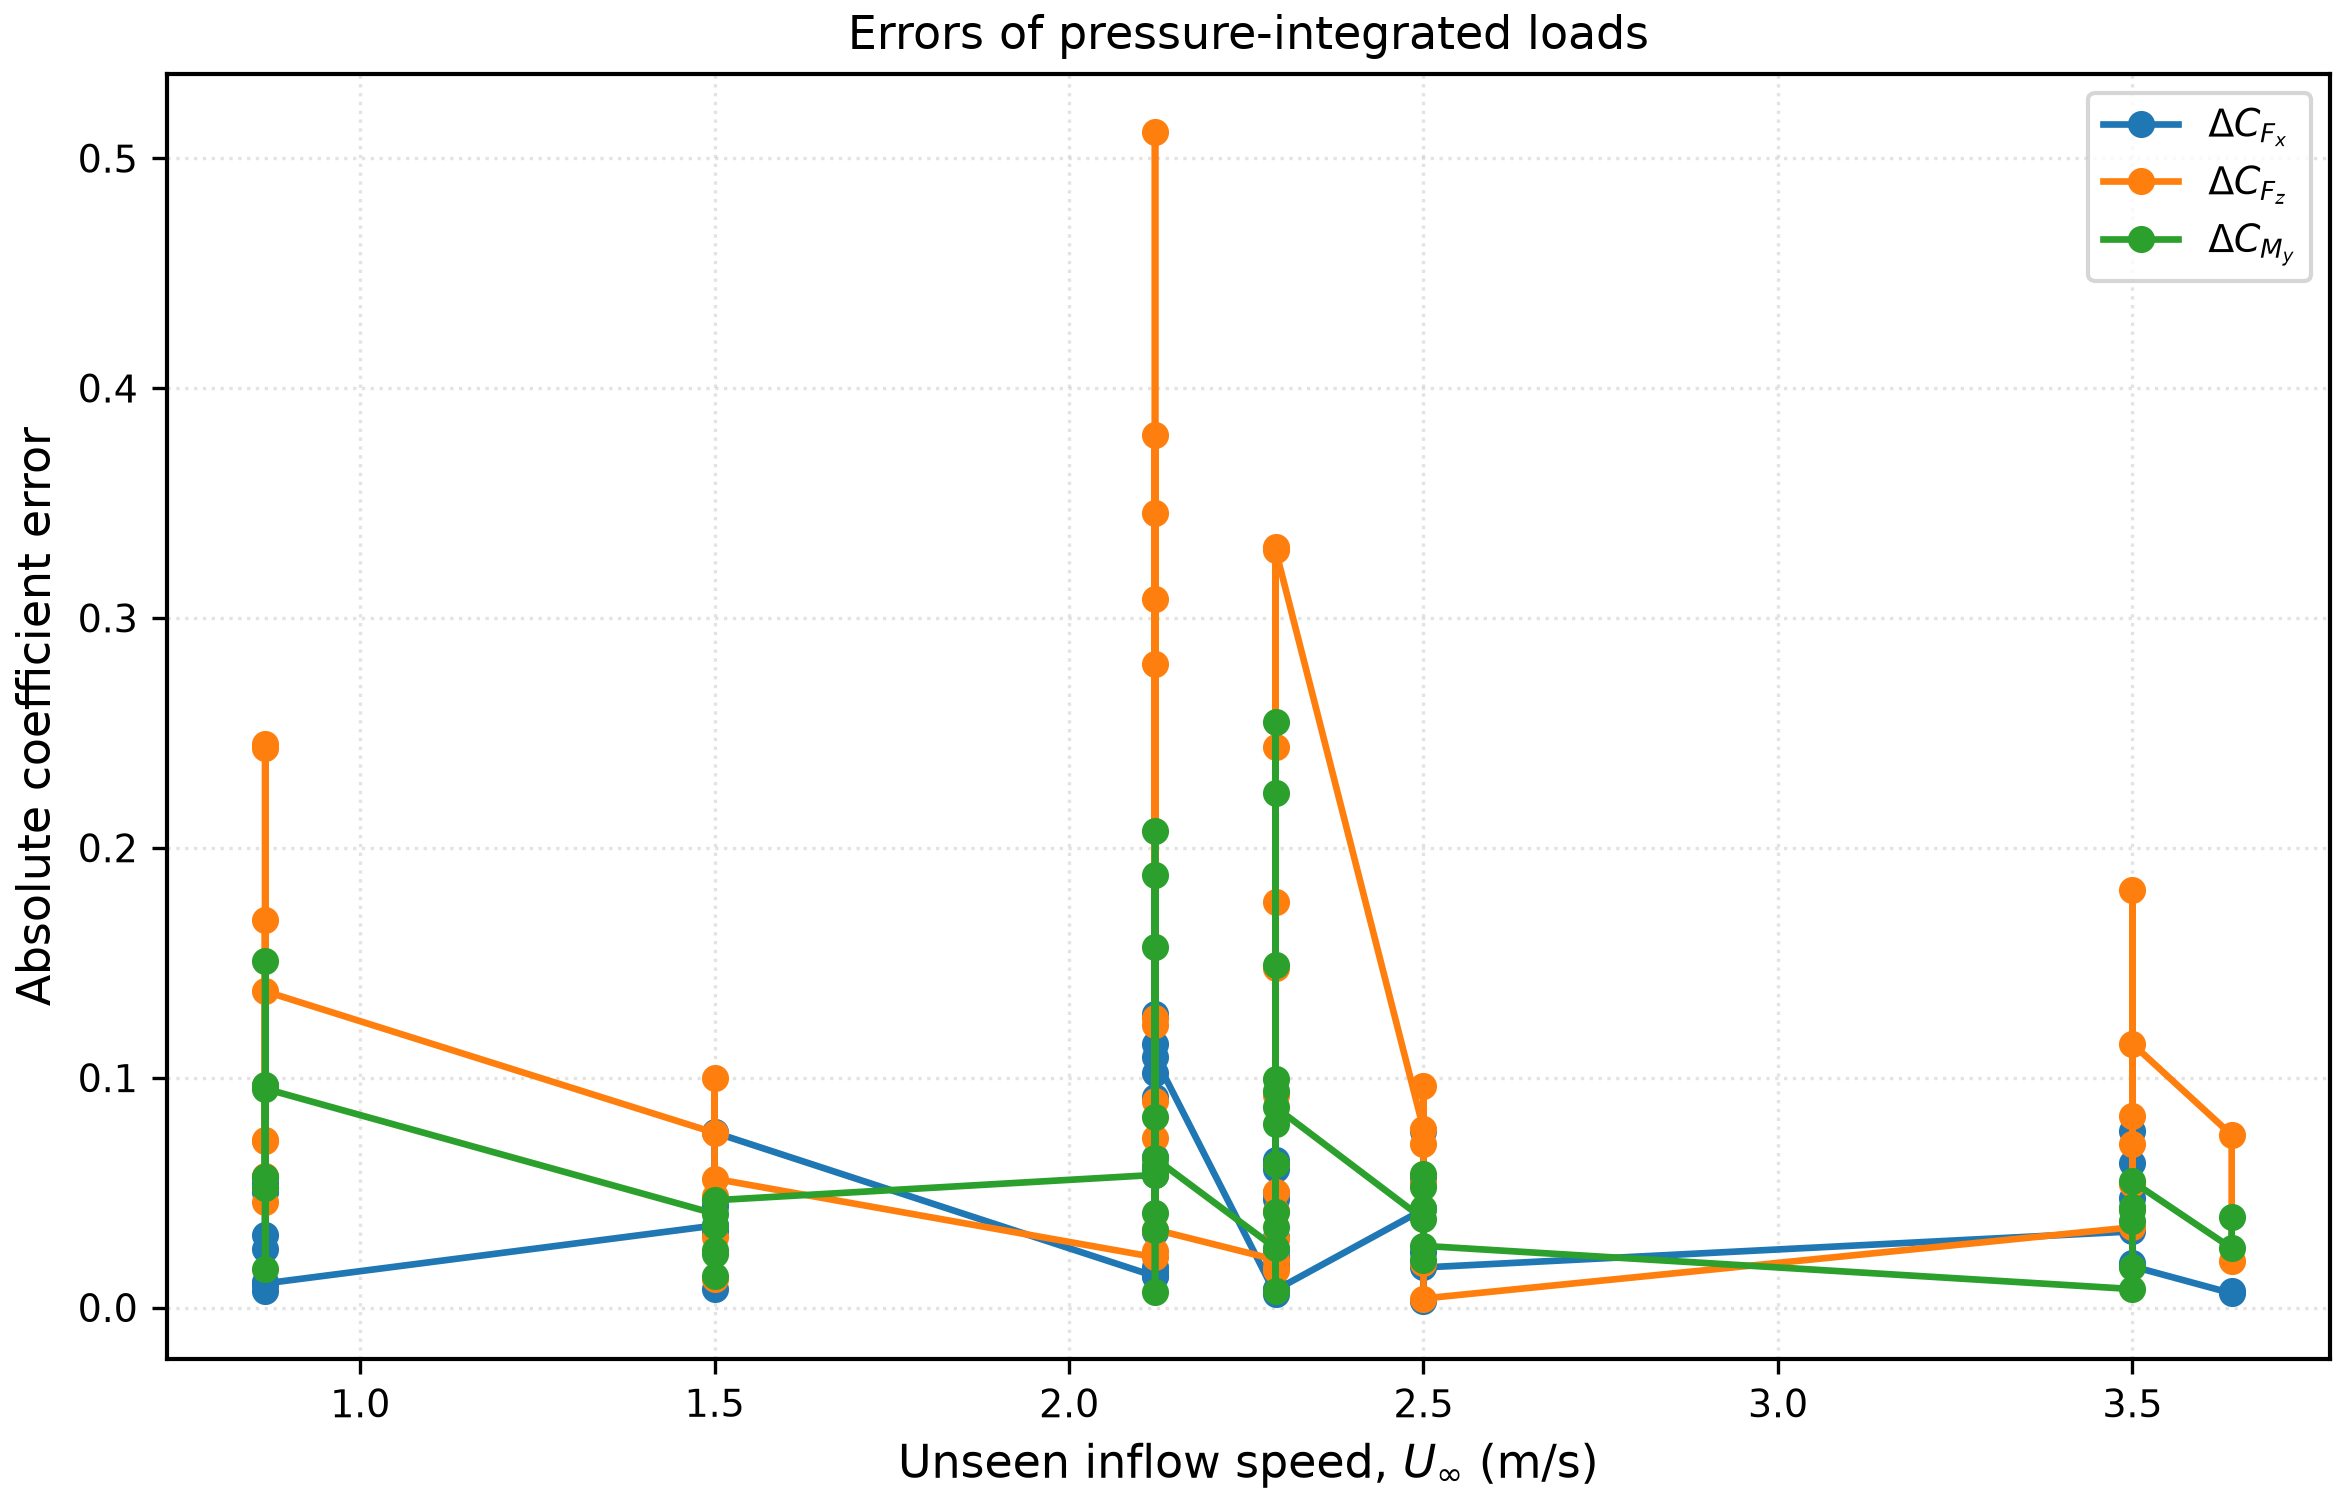 Errors of pressure-integrated loads
Absolute coefficient error
0.5
0.4
0.3
0.2
0.1
0.0
ΔC_{F_x}
ΔC_{F_z}
ΔC_{M_y}
1.0 1.5 2.0 2.5 3.0 3.5
Unseen inflow speed, U_∞ (m/s)